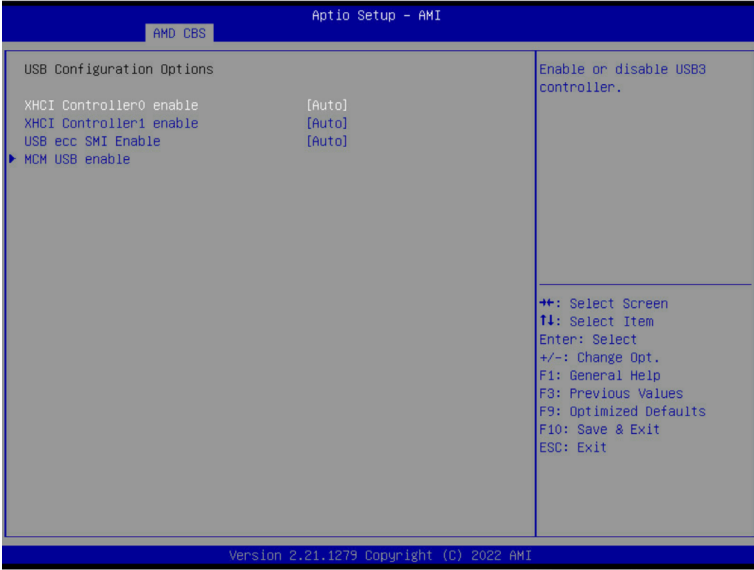 Aptio Setup – AMI
AMD CBS
USB Configuration Options
XHCI Controller0 enable [Auto]
XHCI Controller1 enable [Auto]
USB ecc SMI Enable [Auto]
MCM USB enable
Enable or disable USB3
controller.
→←: Select Screen
↑↓: Select Item
Enter: Select
+/-: Change Opt.
F1: General Help
F3: Previous Values
F9: Optimized Defaults
F10: Save & Exit
ESC: Exit
Version 2.21.1279 Copyright (C) 2022 AMI